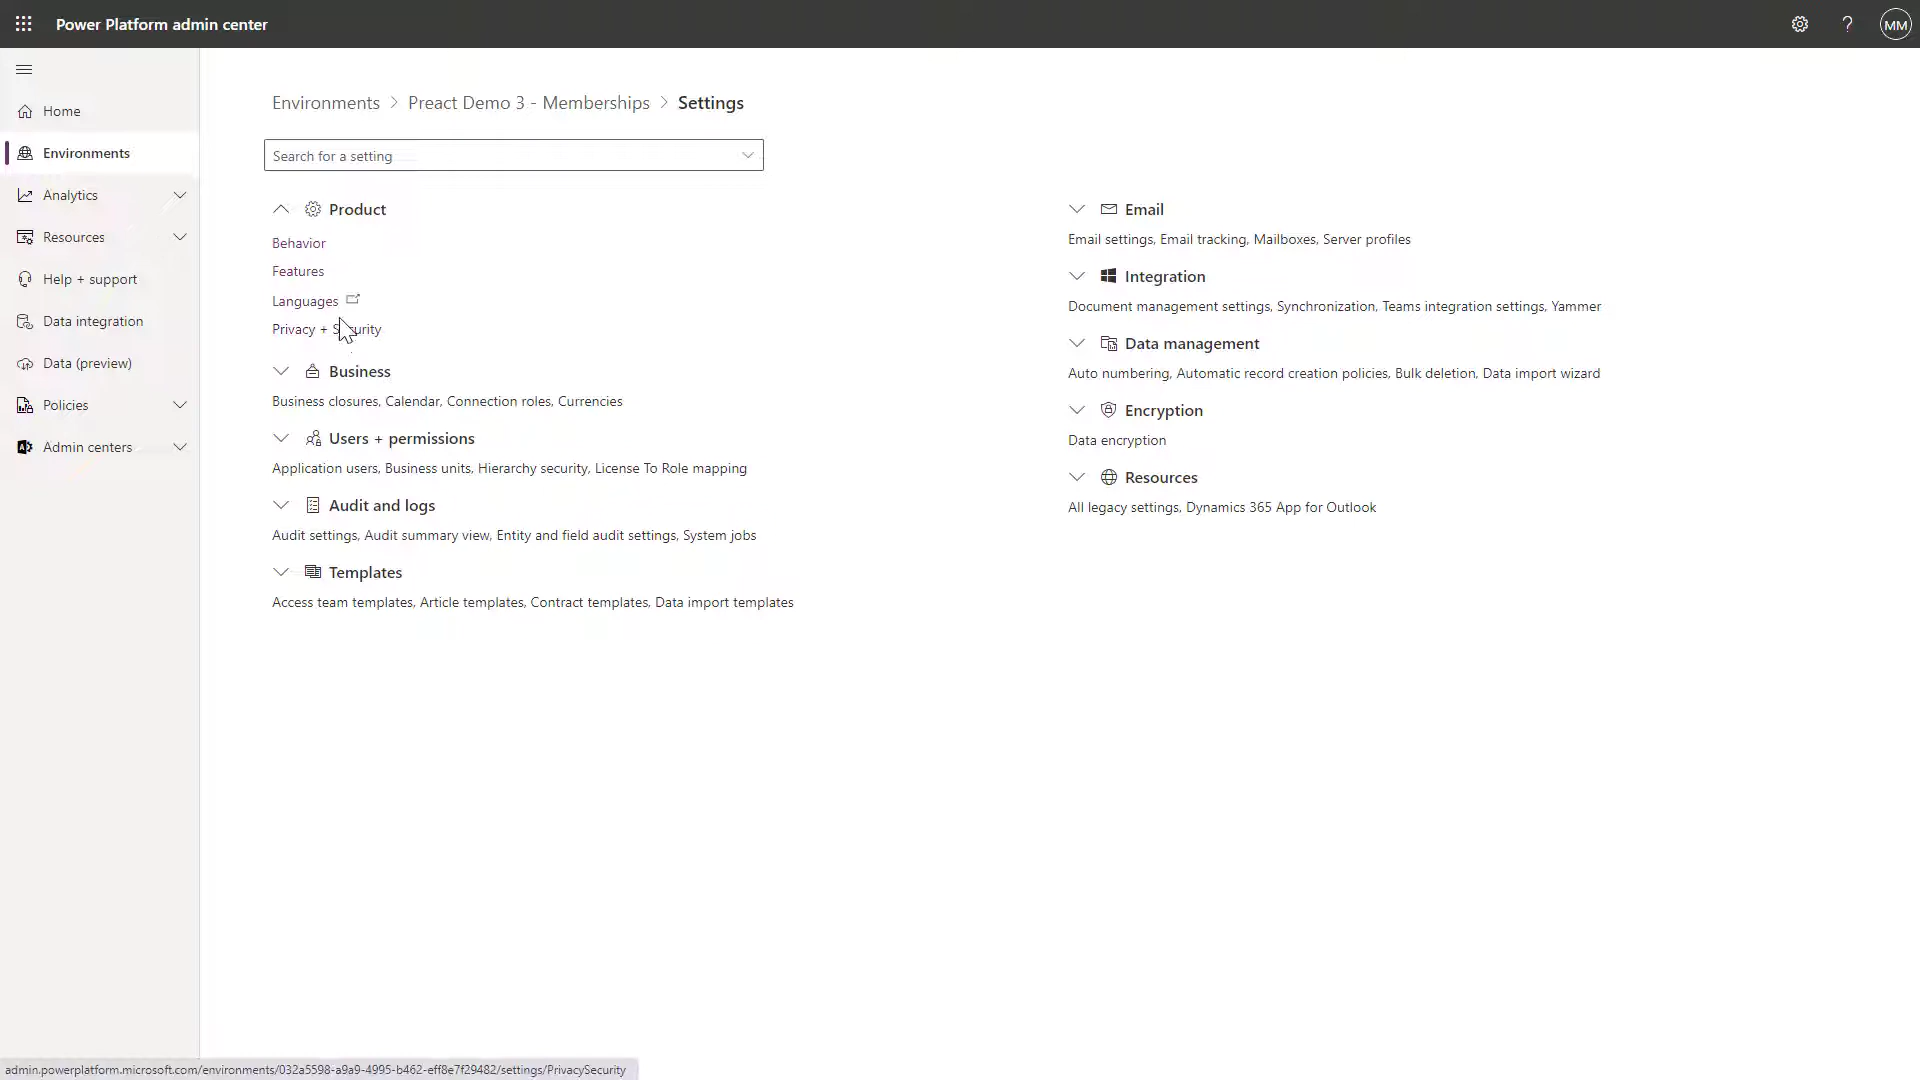 Power Platform admin center
?
MM
Home
Environments
Analytics
Resources
Help + support
Data integration
Data (preview)
Policies
Admin centers
Environments > Preact Demo 3 - Memberships > Settings
Search for a setting
Product
Behavior
Features
Languages
Privacy + Security
Business
Business closures, Calendar, Connection roles, Currencies
Users + permissions
Application users, Business units, Hierarchy security, License To Role mapping
Audit and logs
Audit settings, Audit summary view, Entity and field audit settings, System jobs
Templates
Access team templates, Article templates, Contract templates, Data import templates
Email
Email settings, Email tracking, Mailboxes, Server profiles
Integration
Document management settings, Synchronization, Teams integration settings, Yammer
Data management
Auto numbering, Automatic record creation policies, Bulk deletion, Data import wizard
Encryption
Data encryption
Resources
All legacy settings, Dynamics 365 App for Outlook
admin.powerplatform.microsoft.com/environments/032a5598-a9a9-4995-b462-eff8e7f29482/settings/PrivacySecurity